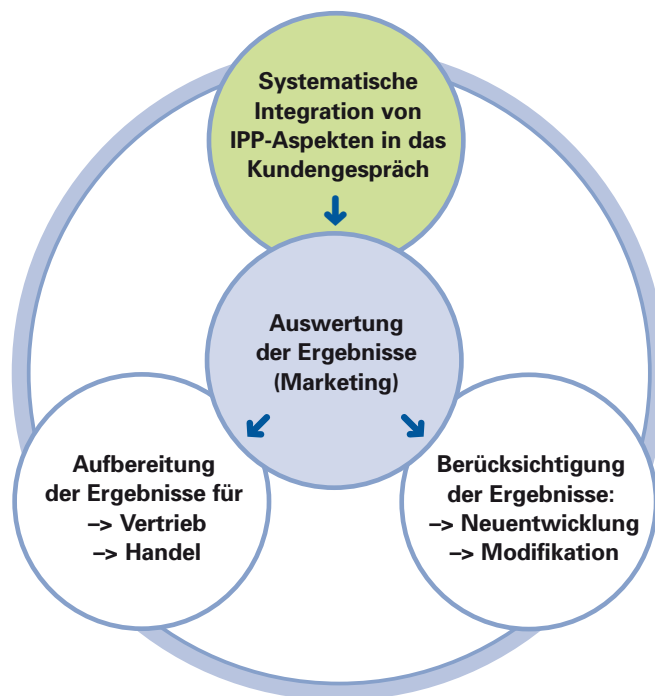 Systematische
Integration von
IPP-Aspekten in das
Kundengespräch
Auswertung
der Ergebnisse
(Marketing)
Aufbereitung
der Ergebnisse für
–> Vertrieb
–> Handel
Berücksichtigung
der Ergebnisse:
–> Neuentwicklung
–> Modifikation